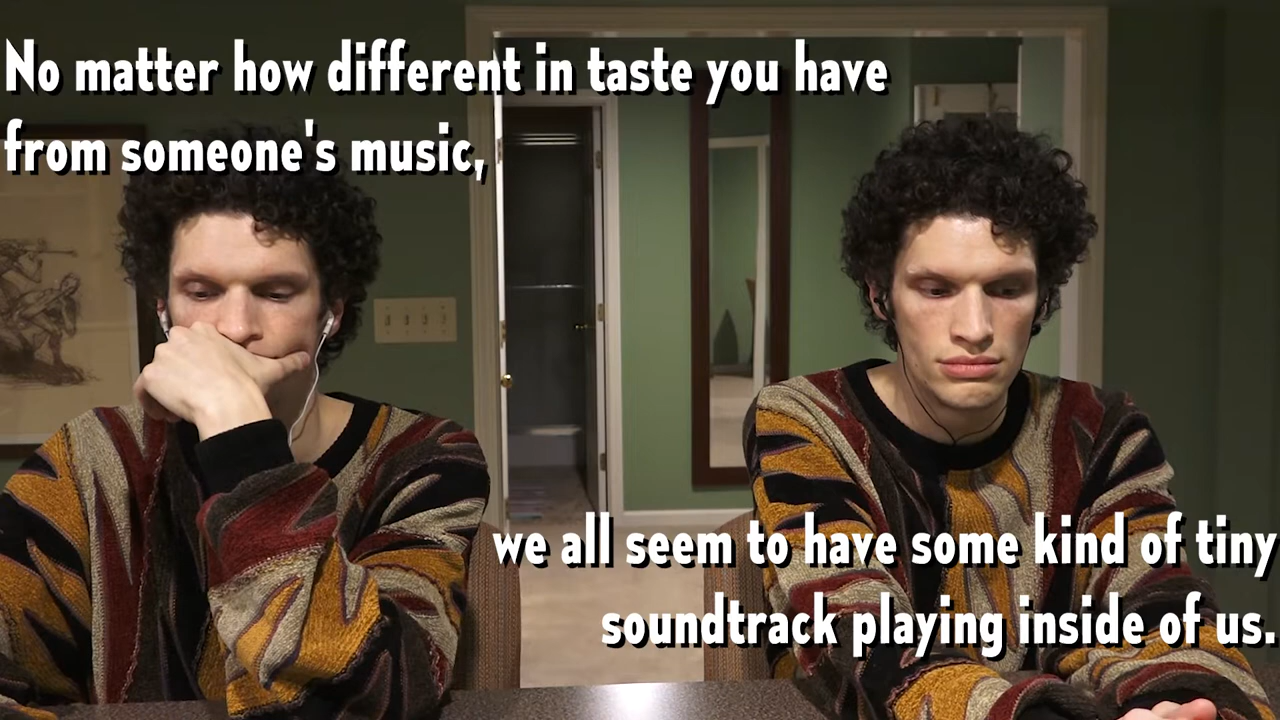 No matter how different in taste you have
from someone's music,
we all seem to have some kind of tiny
soundtrack playing inside of us.